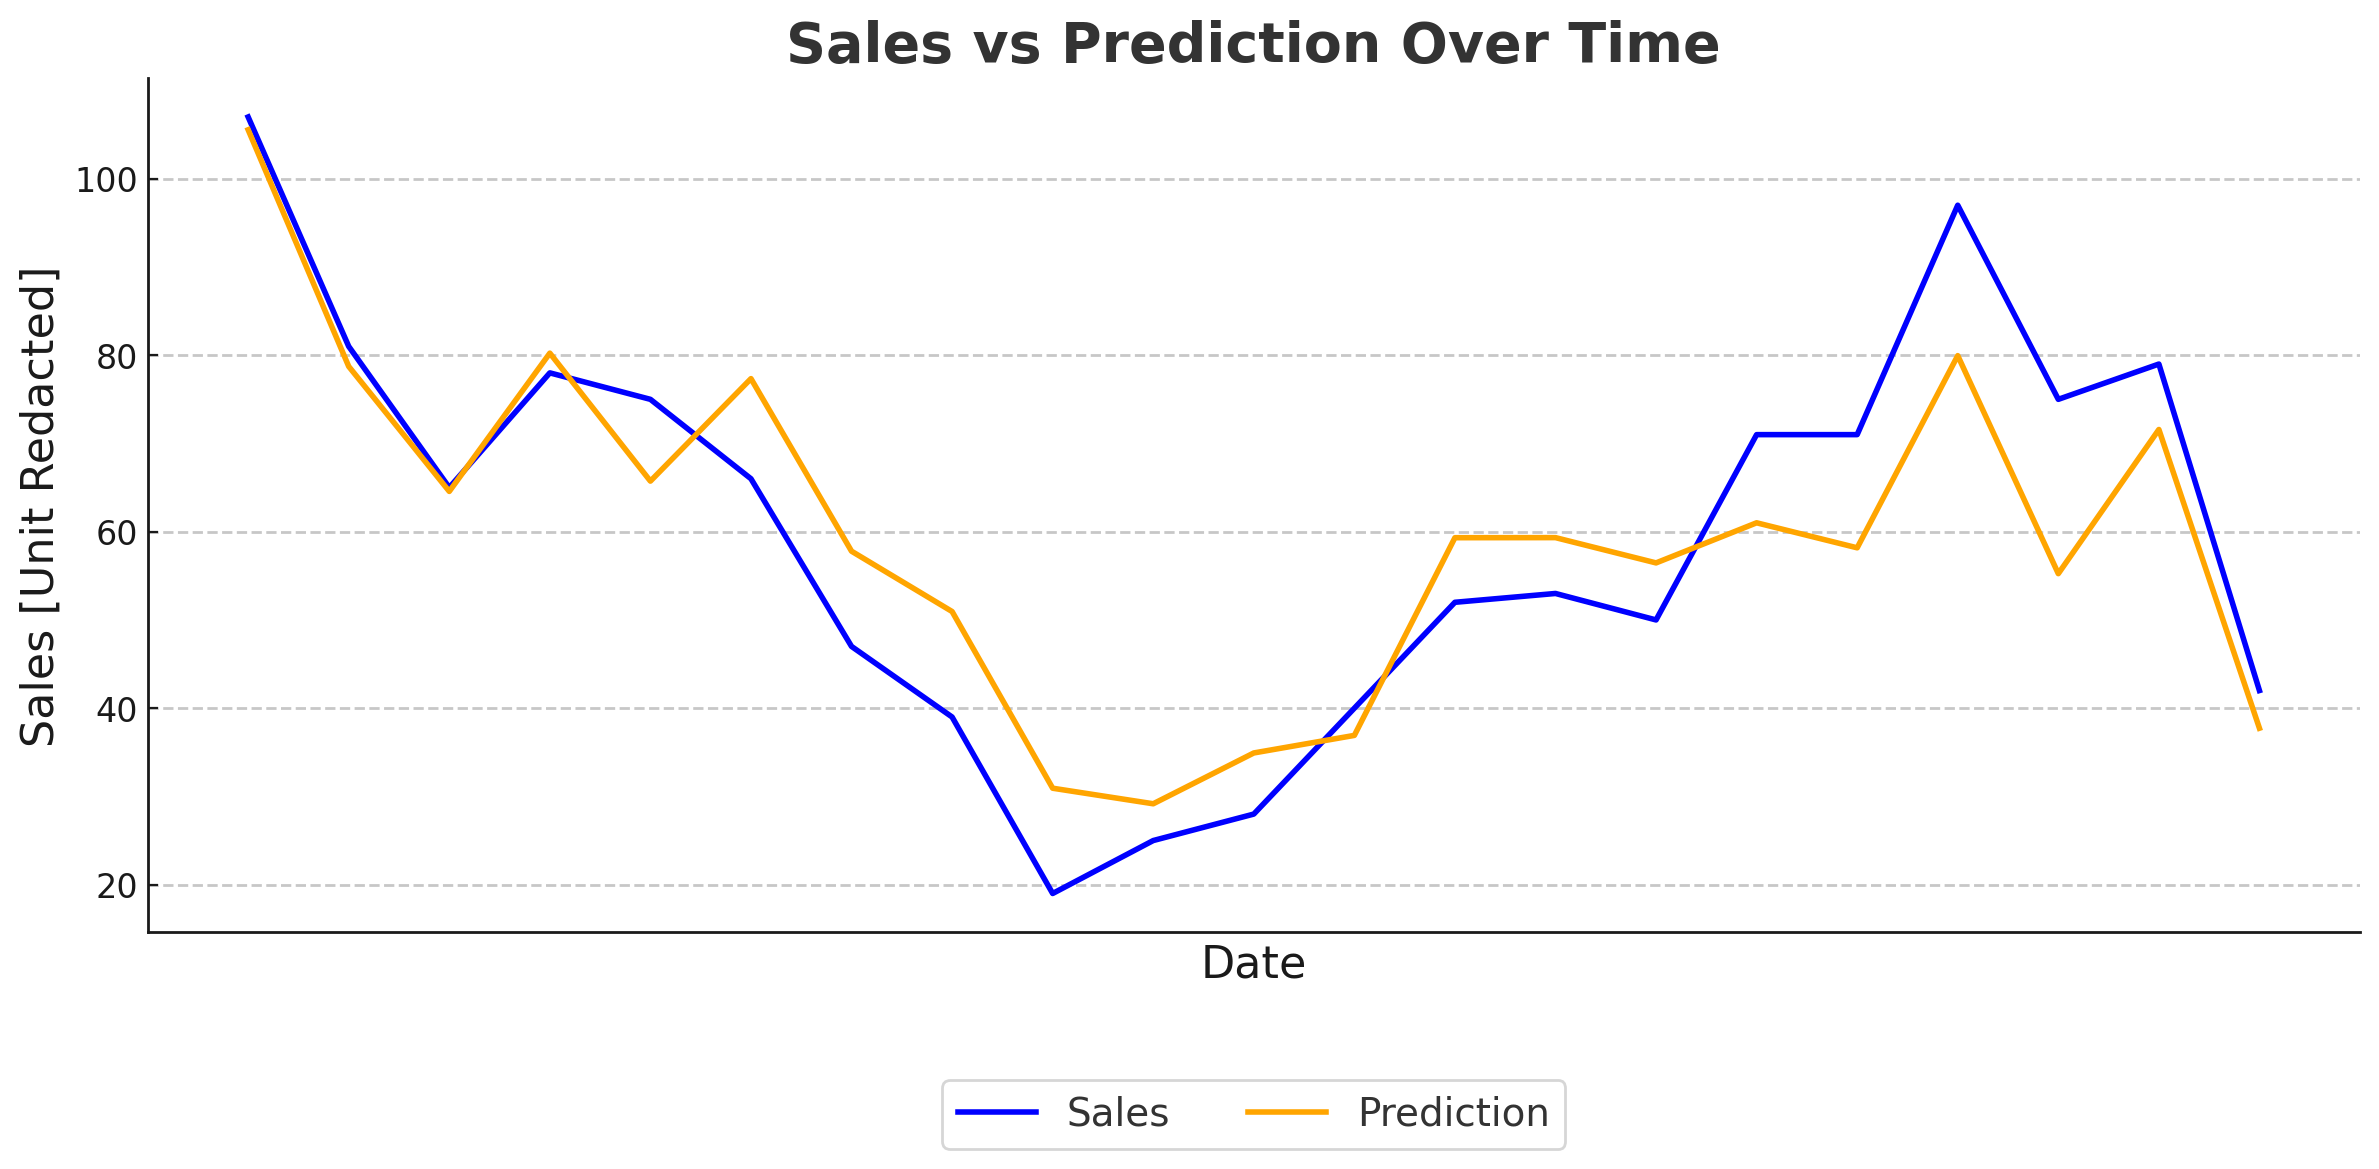 Sales vs Prediction Over Time
Sales [Unit Redacted]
100
80
60
40
20
Date
Sales
Prediction